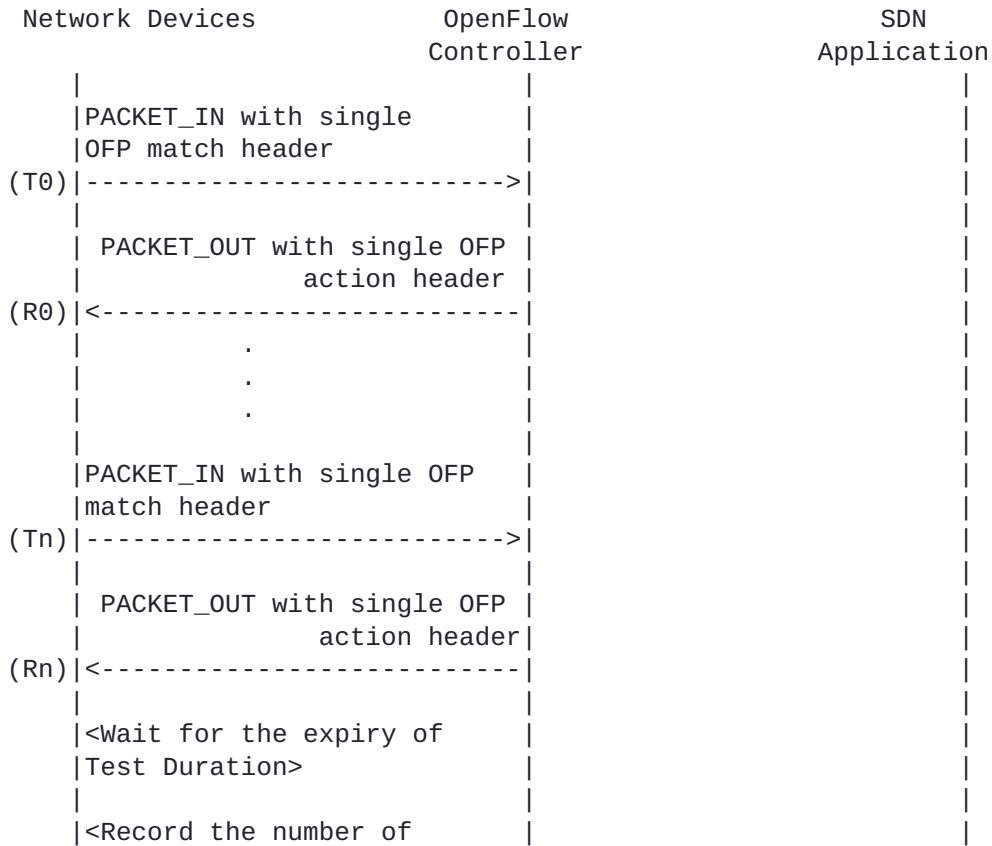 Network Devices            OpenFlow                    SDN
                          Controller               Application
    |                            |                           |
    |PACKET_IN with single       |                           |
    |OFP match header            |                           |
(T0)|--------------------------->|                           |
    |                            |                           |
    | PACKET_OUT with single OFP |                           |
    |              action header |                           |
(R0)|<---------------------------|                           |
    |          .                 |                           |
    |          .                 |                           |
    |          .                 |                           |
    |                            |                           |
    |PACKET_IN with single OFP   |                           |
    |match header                |                           |
(Tn)|--------------------------->|                           |
    |                            |                           |
    | PACKET_OUT with single OFP |                           |
    |               action header|                           |
(Rn)|<---------------------------|                           |
    |                            |                           |
    |<Wait for the expiry of     |                           |
    |Test Duration>              |                           |
    |                            |                           |
    |<Record the number of       |                           |